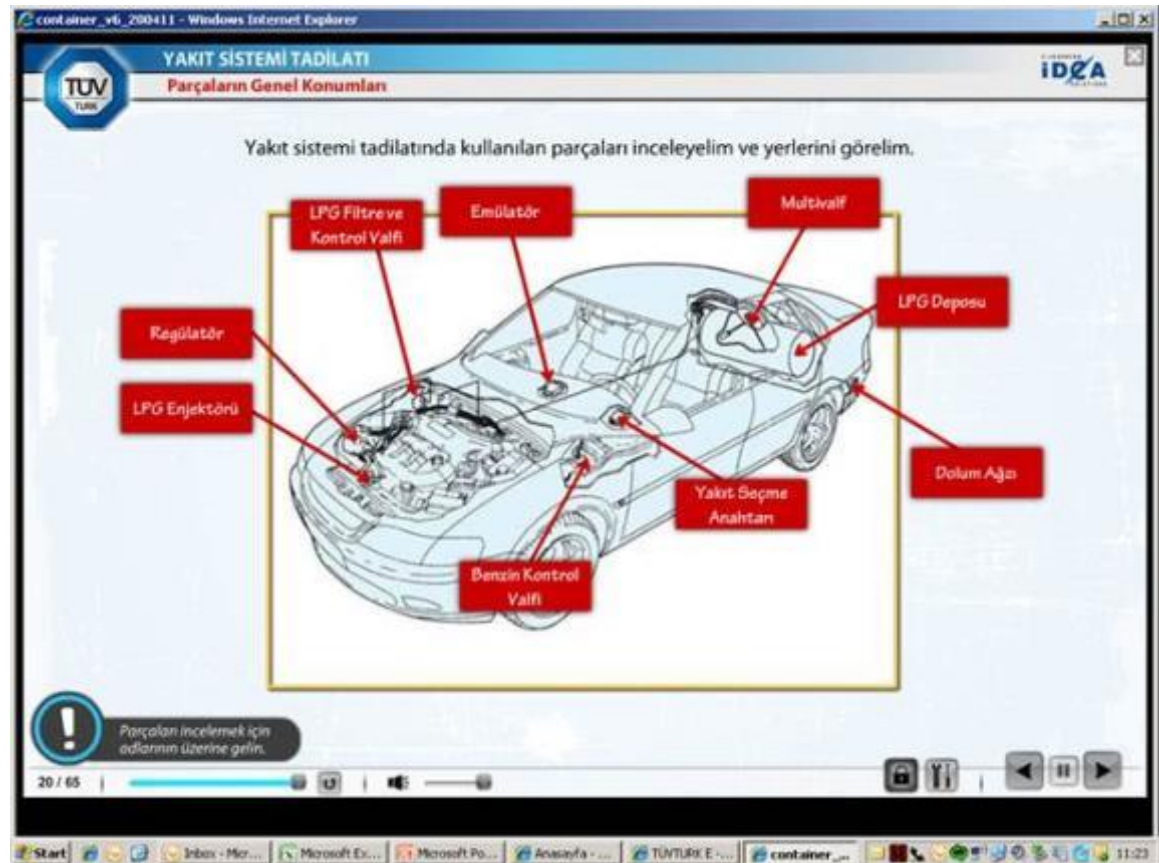 container_v6_200411 - Windows Internet Explorer
YAKIT SİSTEMİ TADİLATI
Parçaların Genel Konumları
TÜV
TURK
iDEA
Yakıt sistemi tadilatında kullanılan parçaları inceleyelim ve yerlerini görelim.
LPG Filtre ve
Kontrol Valfi
Emülatör
Multivalf
LPG Deposu
Regülatör
LPG Enjektörü
Dolum Ağzı
Yakıt Seçme
Anahtarı
Benzin Kontrol
Valfi
Parçaları incelemek için
adlarının üzerine gelin.
20 / 65
Start
Inbox - Micr...
Microsoft Ex...
Microsoft Po...
Anasayfa - ...
TÜVTURK E -...
container_...
11:23